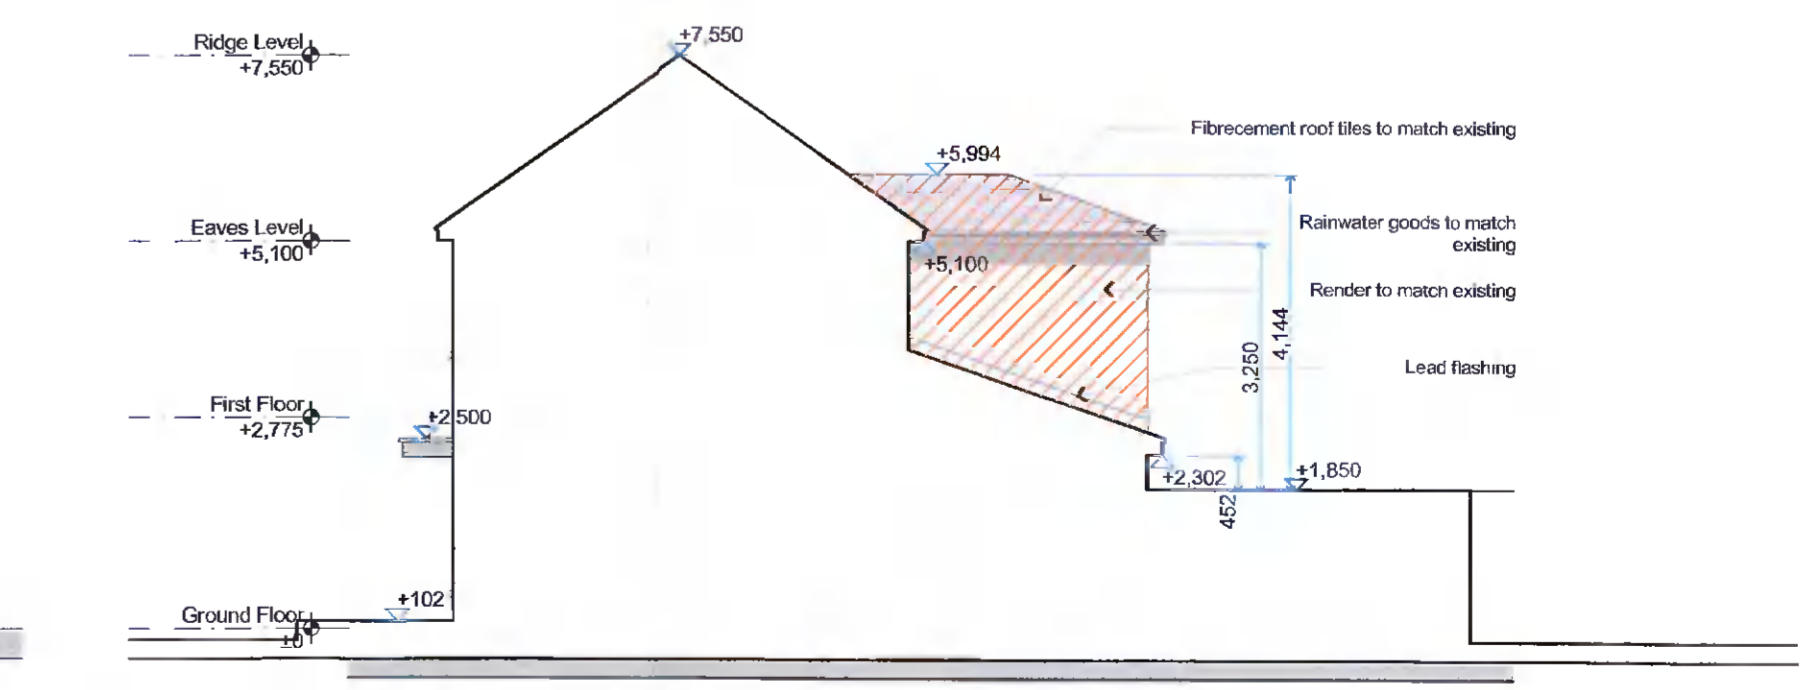 Ridge Level
+7,550
+7,550
Fibrecement roof tiles to match existing
+5,994
Rainwater goods to match
existing
Eaves Level
+5,100
+5,100
Render to match existing
4,144
3,250
Lead flashing
First Floor
+2,775
+2,500
+2,302
+1,850
452
+102
Ground Floor
±0